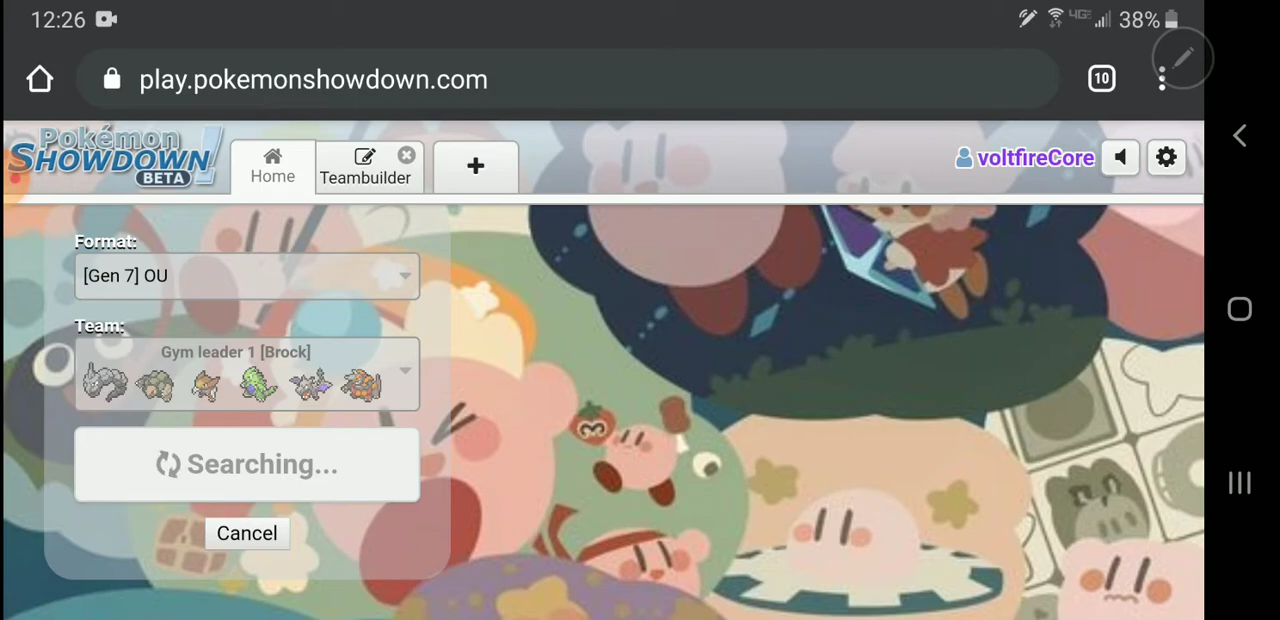 12:26
4GE 38%
play.pokemonshowdown.com
10
Pokémon
SHOWDOWN!
BETA
Home
Teambuilder
+
voltfireCore
Format:
[Gen 7] OU
Team:
Gym leader 1 [Brock]
Searching...
Cancel